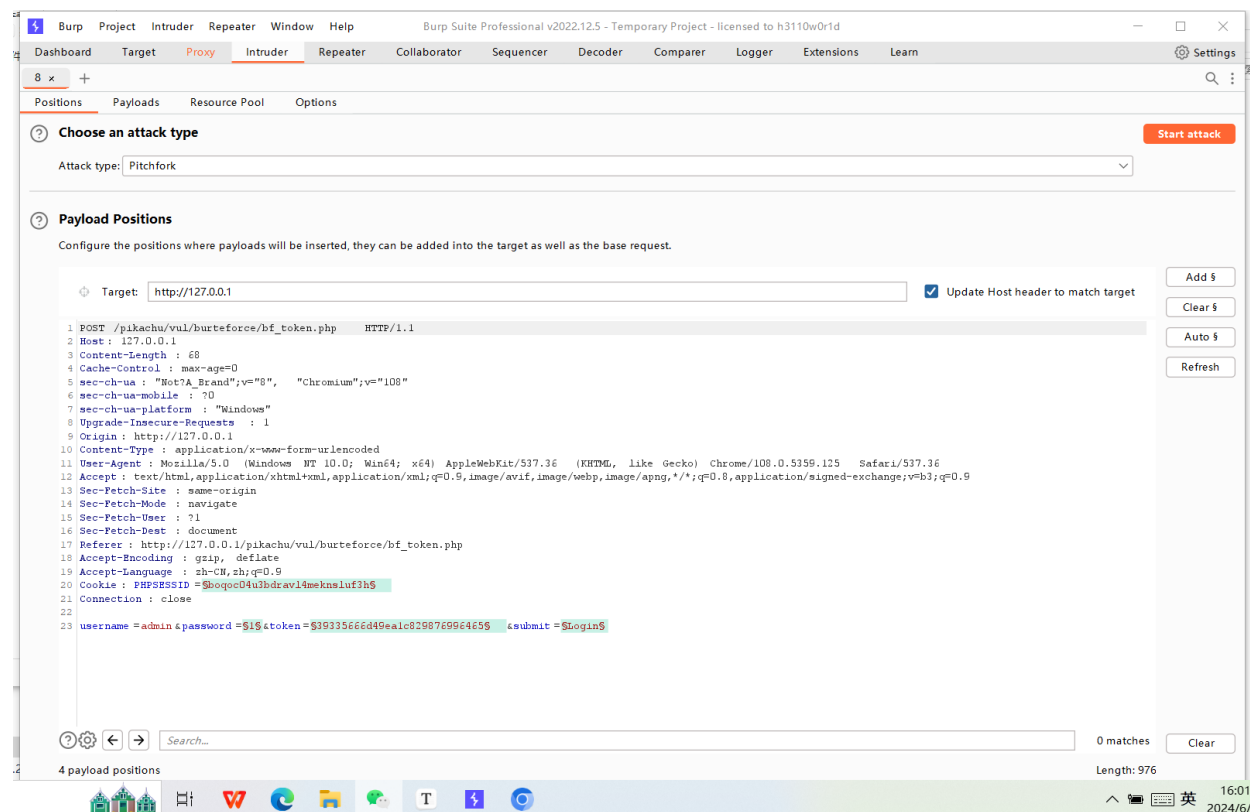 Burp Project Intruder Repeater Window Help Burp Suite Professional v2022.12.5 - Temporary Project - licensed to h3110w0r1d
Dashboard Target Proxy Intruder Repeater Collaborator Sequencer Decoder Comparer Logger Extensions Learn Settings
8 × +
Positions Payloads Resource Pool Options
Choose an attack type Start attack
Attack type: Pitchfork
Payload Positions
Configure the positions where payloads will be inserted, they can be added into the target as well as the base request.
Add §
Target: http://127.0.0.1 Update Host header to match target
Clear §
Auto §
Refresh
1 POST /pikachu/vul/burteforce/bf_token.php HTTP/1.1
2 Host: 127.0.0.1
3 Content-Length : 68
4 Cache-Control : max-age=0
5 sec-ch-ua : "Not?A_Brand";v="8", "Chromium";v="108"
6 sec-ch-ua-mobile : ?0
7 sec-ch-ua-platform : "Windows"
8 Upgrade-Insecure-Requests : 1
9 Origin : http://127.0.0.1
10 Content-Type : application/x-www-form-urlencoded
11 User-Agent : Mozilla/5.0 (Windows NT 10.0; Win64; x64) AppleWebKit/537.36 (KHTML, like Gecko) Chrome/108.0.5359.125 Safari/537.36
12 Accept : text/html,application/xhtml+xml,application/xml;q=0.9,image/avif,image/webp,image/apng,*/*;q=0.8,application/signed-exchange;v=b3;q=0.9
13 Sec-Fetch-Site : same-origin
14 Sec-Fetch-Mode : navigate
15 Sec-Fetch-User : ?1
16 Sec-Fetch-Dest : document
17 Referer : http://127.0.0.1/pikachu/vul/burteforce/bf_token.php
18 Accept-Encoding : gzip, deflate
19 Accept-Language : zh-CN,zh;q=0.9
20 Cookie : PHPSESSID =§boqoc04u3bdravl4meknsluf3h§
21 Connection : close
22
23 username =admin &password =§1§ &token =§39335666d49ea1c829876996465§ &submit =§Login§
Search... 0 matches Clear
4 payload positions Length: 976
英 16:01
2024/6